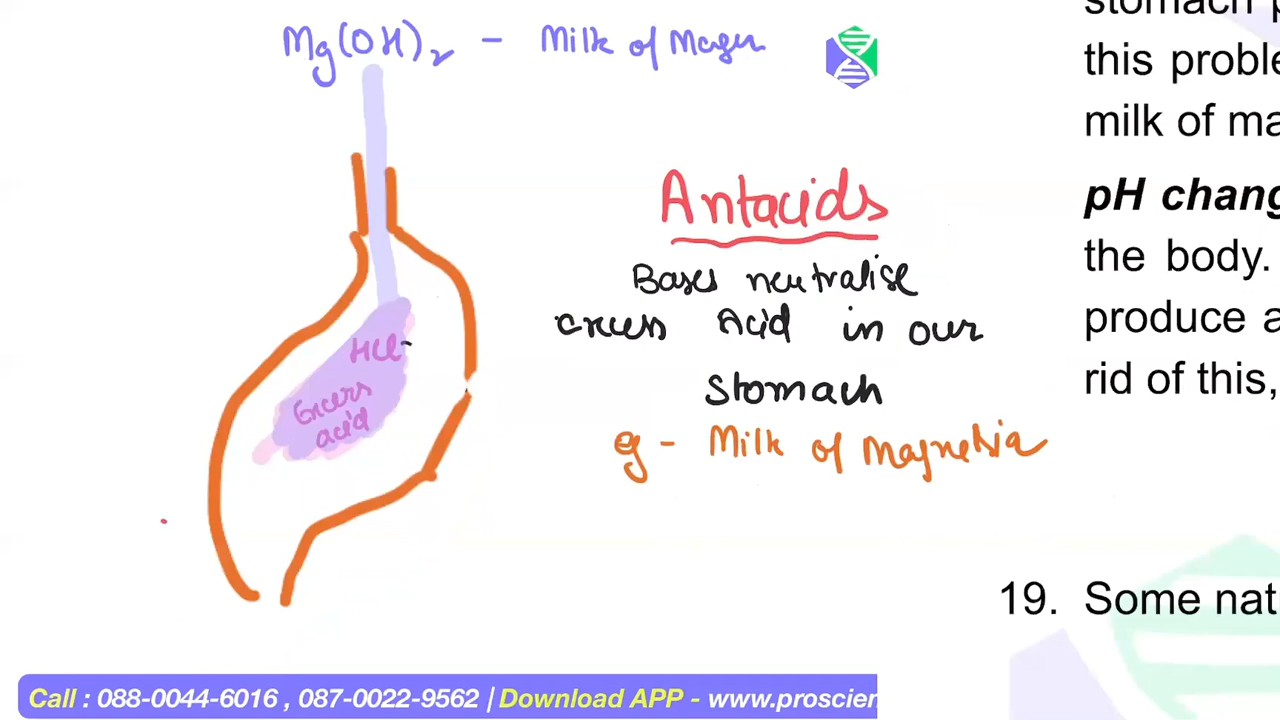 Mg(OH)2 - Milk of Magn
Antacids
Bases neutralise
excess Acid in our
Stomach
eg - Milk of Magnesia
HCl
Excess
acid
stomach p
this proble
milk of ma
pH chang
the body.
produce a
rid of this,
19. Some nat
Call : 088-0044-6016 , 087-0022-9562 | Download APP - www.proscien